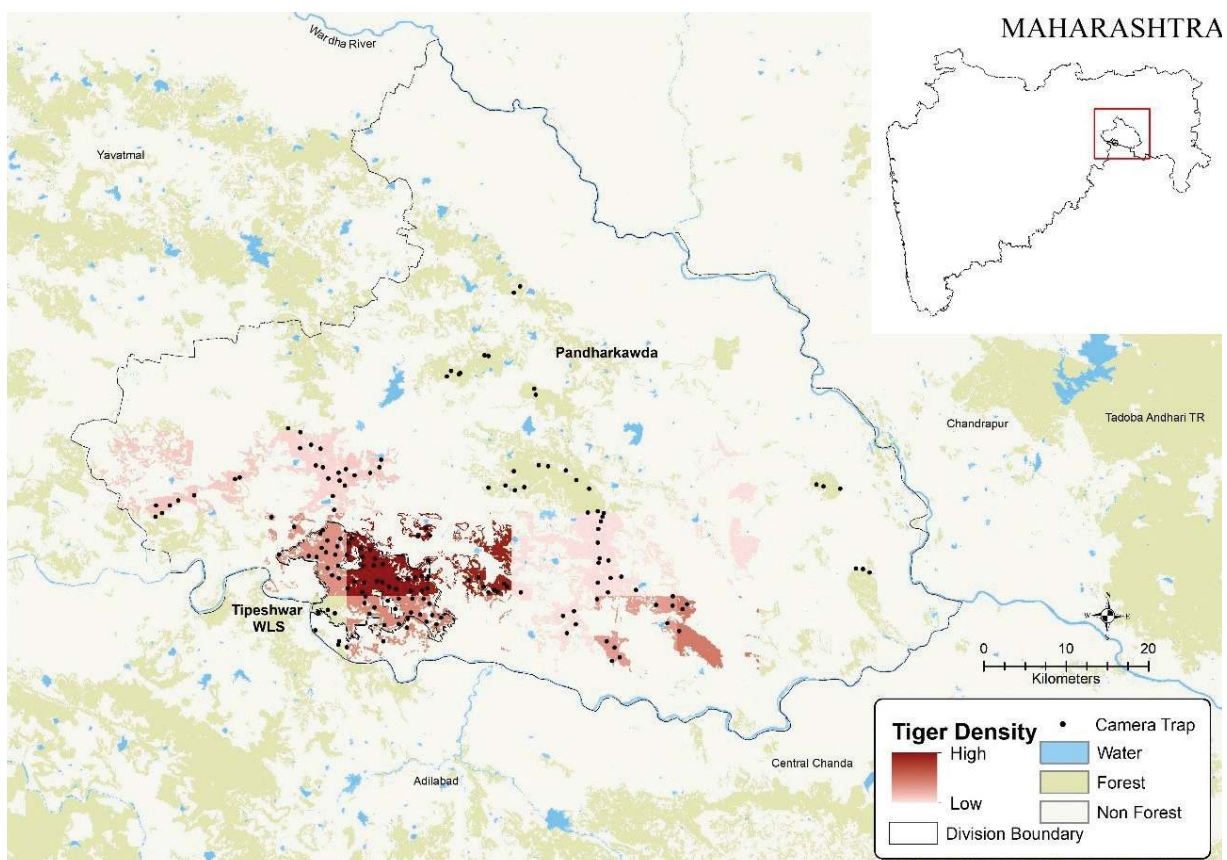 MAHARASHTRA
Wardha River
Yavatmal
Pandharkawda
Chandrapur
Tadoba Andhari TR
Tipeshwar
WLS
N
W E
S
0 10 20
Kilometers
Adilabad
Central Chanda
Tiger Density
High
Low
Division Boundary
Camera Trap
Water
Forest
Non Forest